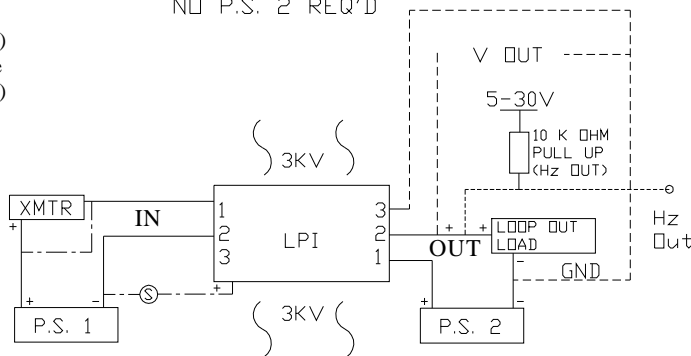 NO P.S. 2 REQ'D
)
e
)
V OUT
5-30V
10 K OHM
PULL UP
(Hz OUT)
3KV
XMTR
+
IN
1
2
3
LPI
3
2
1
+
+
OUT
LOOP OUT
LOAD
Hz
Out
GND
-
S
+
+
-
P.S. 1
3KV
+
-
P.S. 2